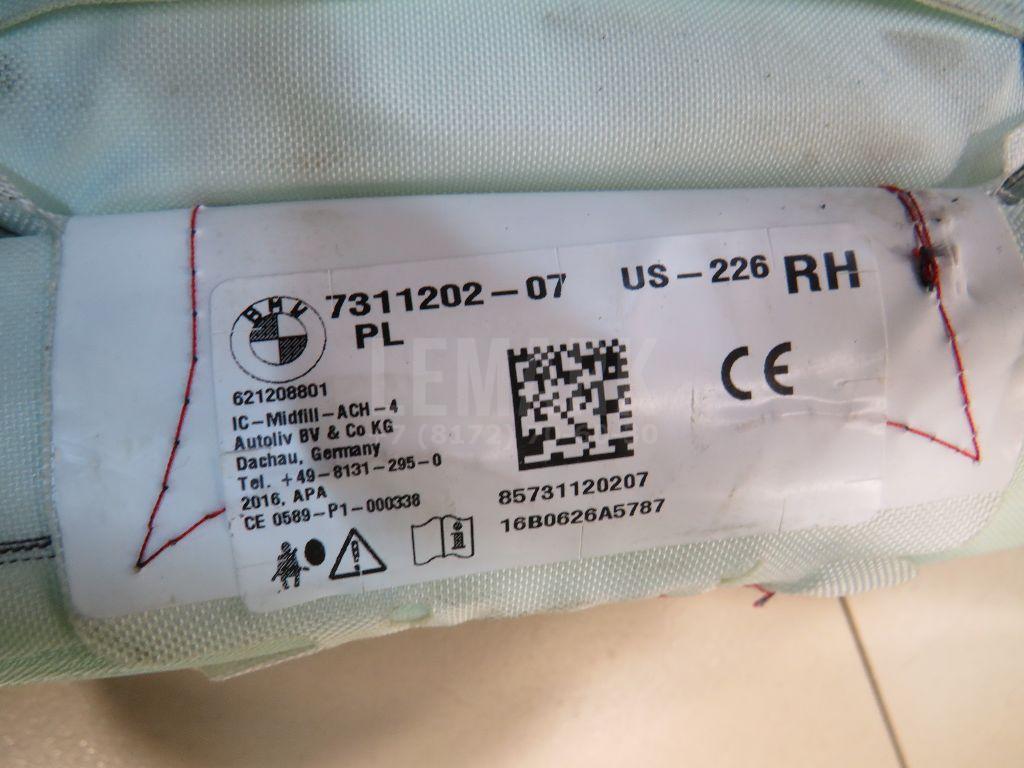 BMW
7311202-07 US-226 RH
PL
621208801
IC-Midfill-ACH-4
Autoliv BV & Co KG
Dachau, Germany
Tel. +49-8131-295-0
2016, APA
CE 0589-P1-000338
CE
85731120207
16B0626A5787